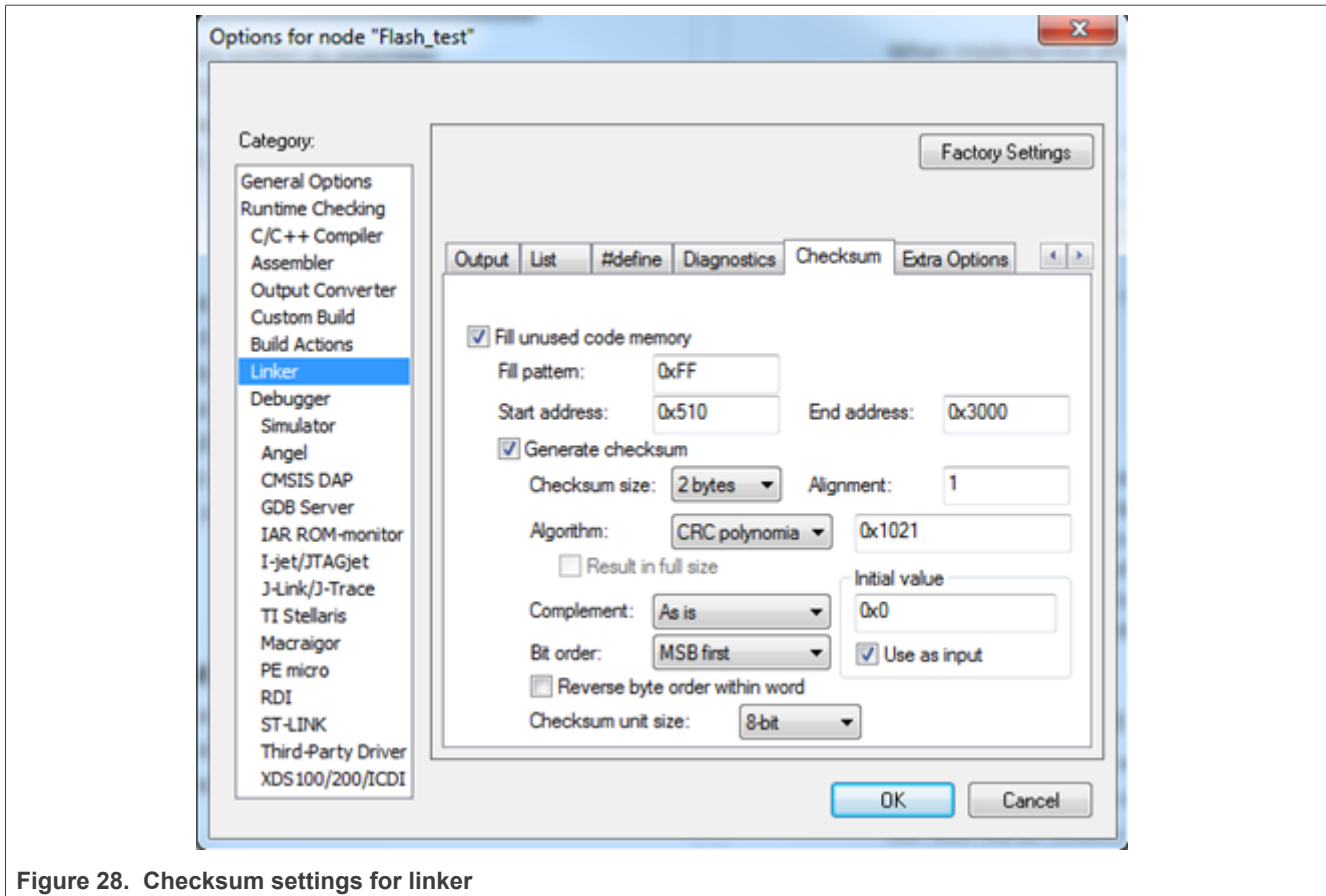 Options for node "Flash_test"
Category:
General Options
Runtime Checking
C/C++ Compiler
Assembler
Output Converter
Custom Build
Build Actions
Linker
Debugger
Simulator
Angel
CMSIS DAP
GDB Server
IAR ROM-monitor
I-jet/JTAGjet
J-Link/J-Trace
TI Stellaris
Macraigor
PE micro
RDI
ST-LINK
Third-Party Driver
XDS100/200/ICDI
Factory Settings
Output List #define Diagnostics Checksum Extra Options
Fill unused code memory
Fill pattern: 0xFF
Start address: 0x510 End address: 0x3000
Generate checksum
Checksum size: 2 bytes Alignment: 1
Algorithm: CRC polynomia 0x1021
Result in full size
Initial value
Complement: As is 0x0
Bit order: MSB first Use as input
Reverse byte order within word
Checksum unit size: 8-bit
OK Cancel
Figure 28. Checksum settings for linker